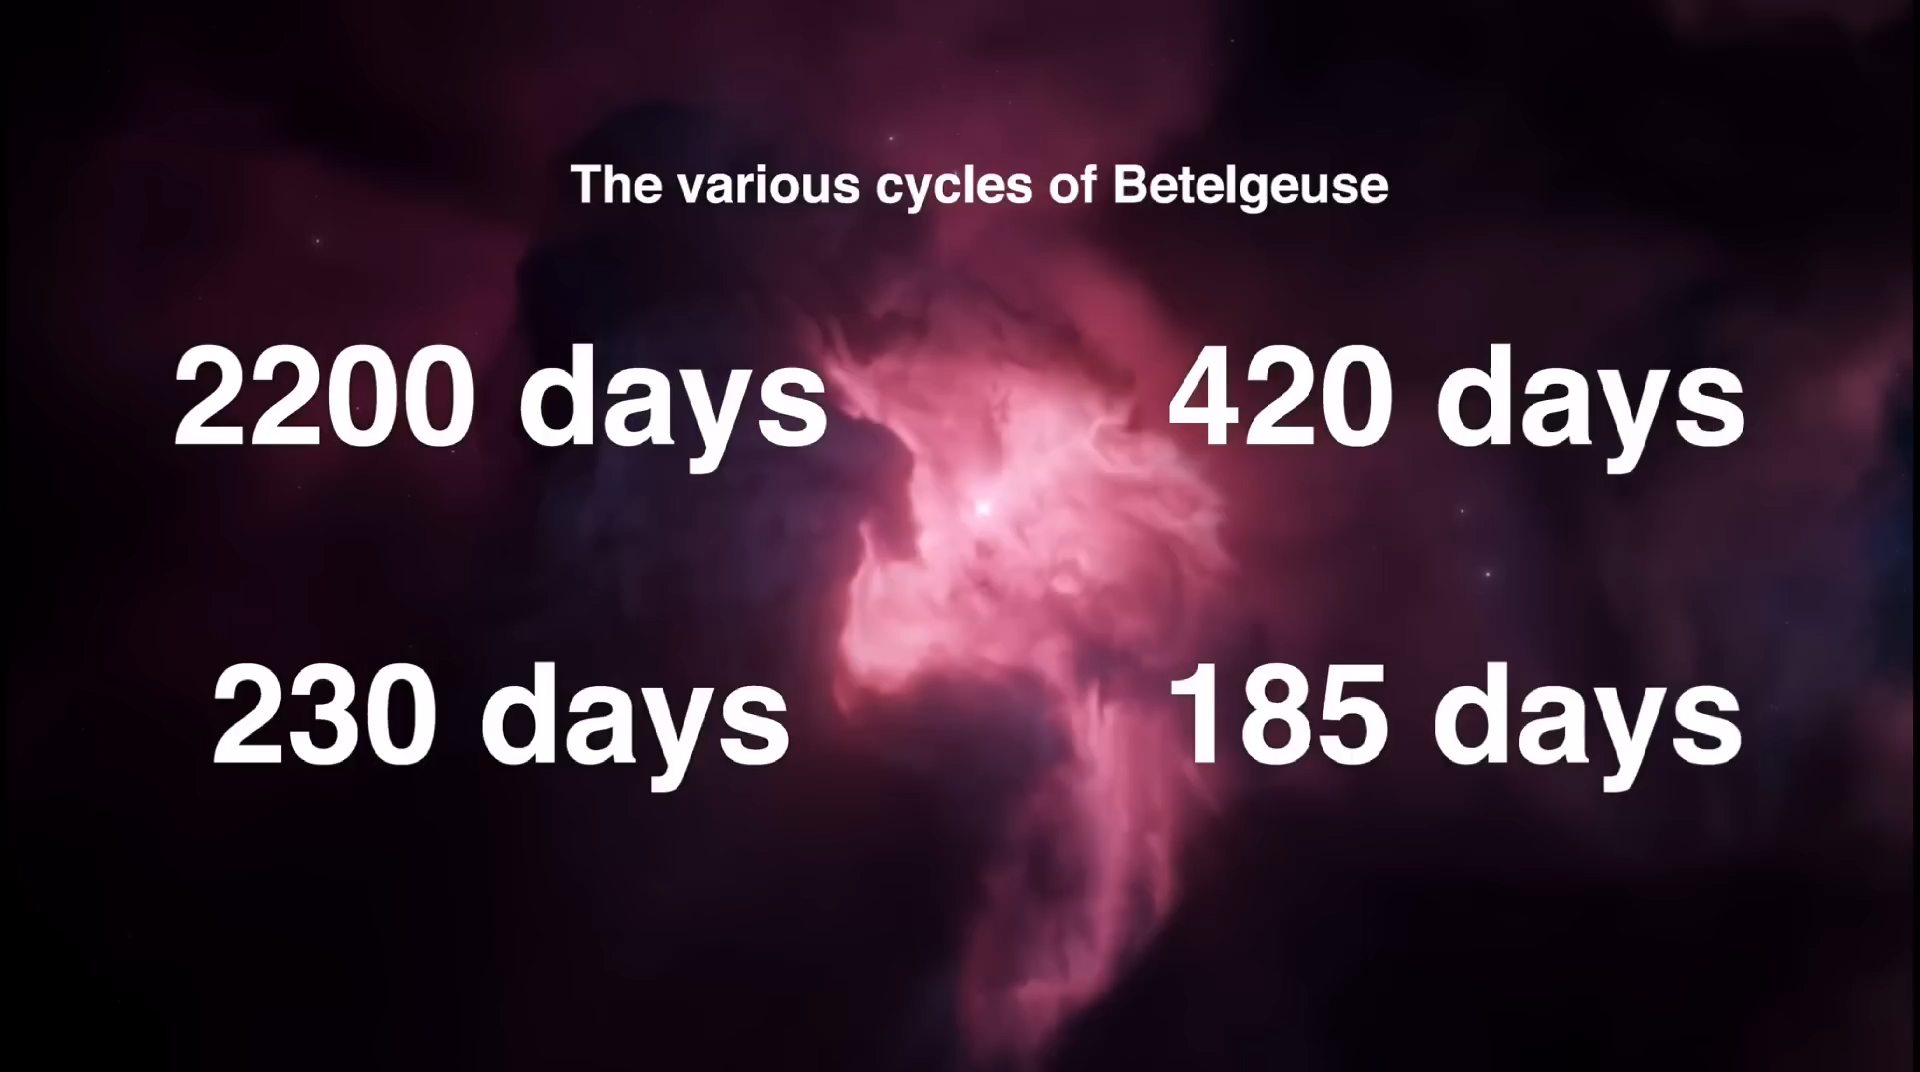 The various cycles of Betelgeuse
2200 days
420 days
230 days
185 days